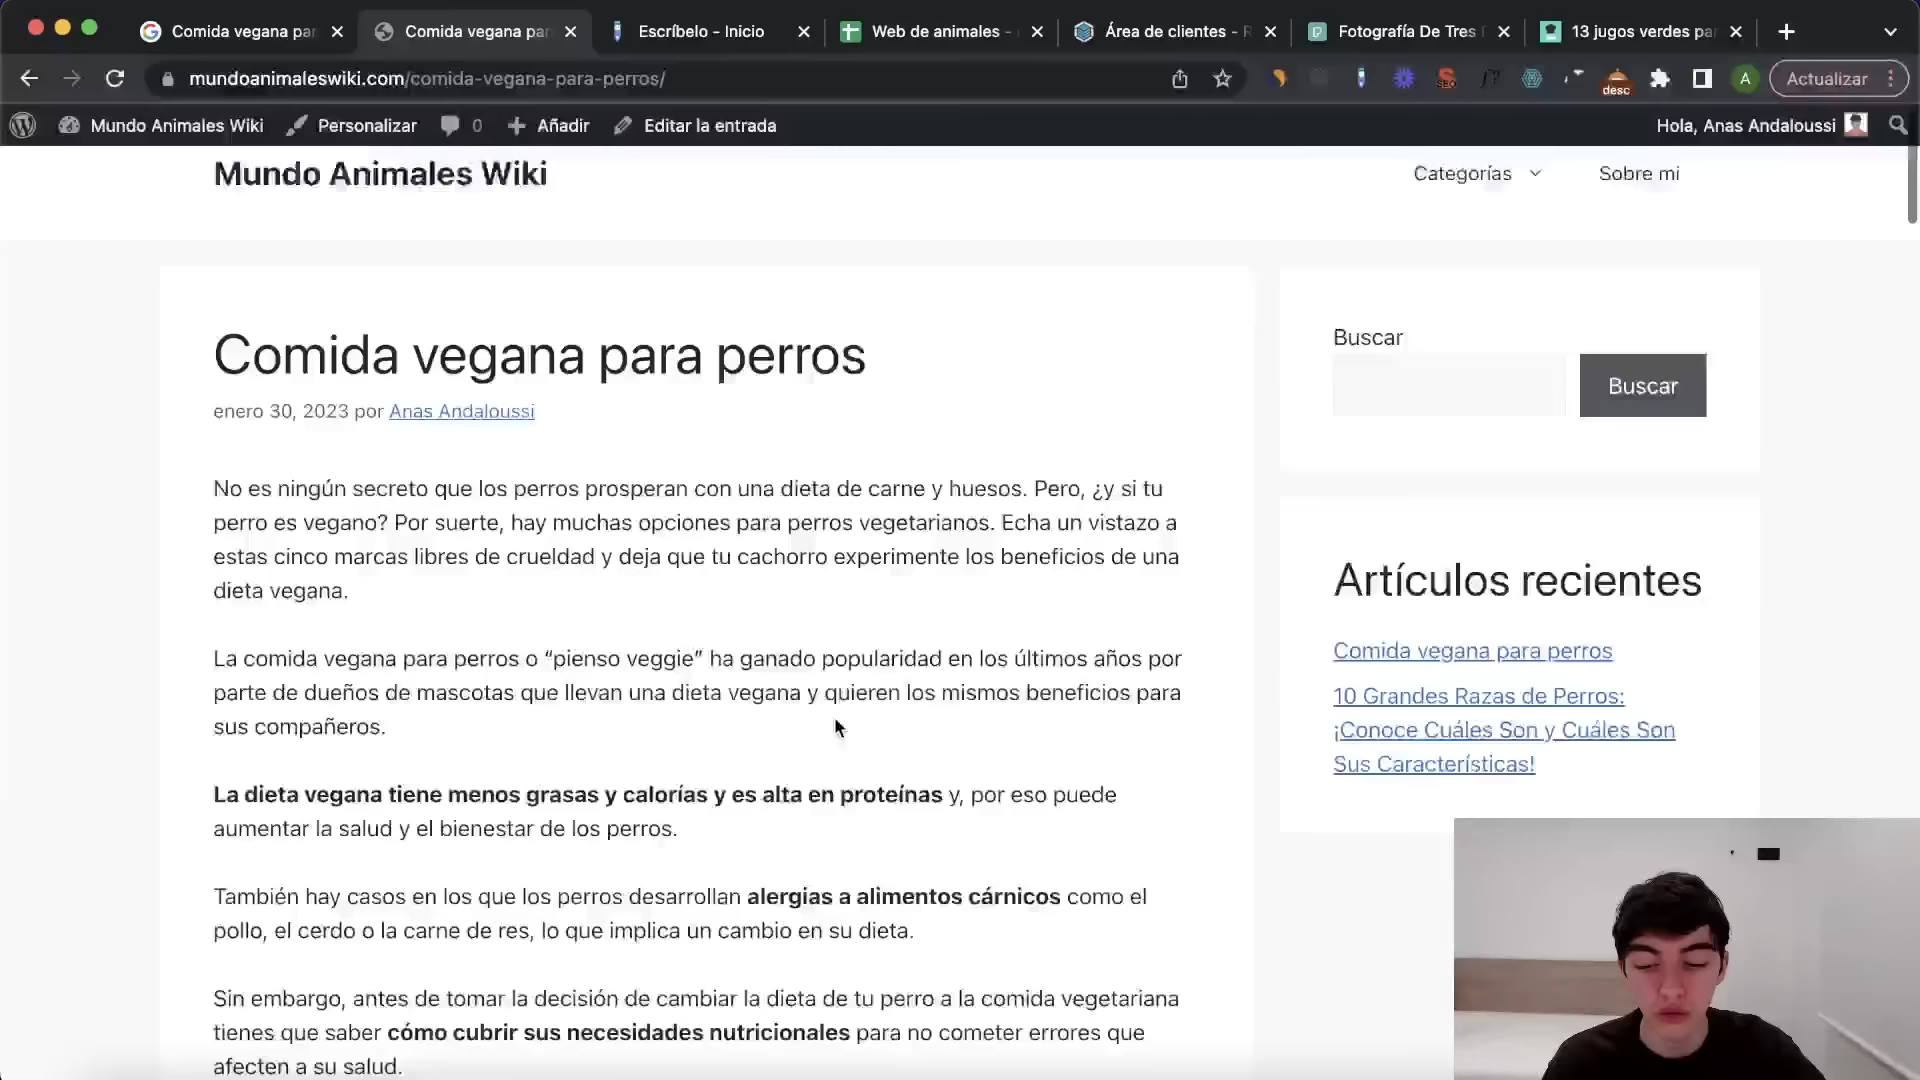 Comida vegana par
Comida vegana par
Escríbelo - Inicio
Web de animales -
Área de clientes - R
Fotografía De Tres
13 jugos verdes pa
mundoanimaleswiki.com/comida-vegana-para-perros/
SEO
f?
desc
A
Actualizar
Mundo Animales Wiki
Personalizar
0
Añadir
Editar la entrada
Hola, Anas Andaloussi
Mundo Animales Wiki
Categorías
Sobre mi
Comida vegana para perros
enero 30, 2023 por Anas Andaloussi
No es ningún secreto que los perros prosperan con una dieta de carne y huesos. Pero, ¿y si tu
perro es vegano? Por suerte, hay muchas opciones para perros vegetarianos. Echa un vistazo a
estas cinco marcas libres de crueldad y deja que tu cachorro experimente los beneficios de una
dieta vegana.
La comida vegana para perros o “pienso veggie” ha ganado popularidad en los últimos años por
parte de dueños de mascotas que llevan una dieta vegana y quieren los mismos beneficios para
sus compañeros.
La dieta vegana tiene menos grasas y calorías y es alta en proteínas y, por eso puede
aumentar la salud y el bienestar de los perros.
También hay casos en los que los perros desarrollan alergias a alimentos cárnicos como el
pollo, el cerdo o la carne de res, lo que implica un cambio en su dieta.
Sin embargo, antes de tomar la decisión de cambiar la dieta de tu perro a la comida vegetariana
tienes que saber cómo cubrir sus necesidades nutricionales para no cometer errores que
afecten a su salud.
Buscar
Buscar
Artículos recientes
Comida vegana para perros
10 Grandes Razas de Perros:
¡Conoce Cuáles Son y Cuáles Son
Sus Características!